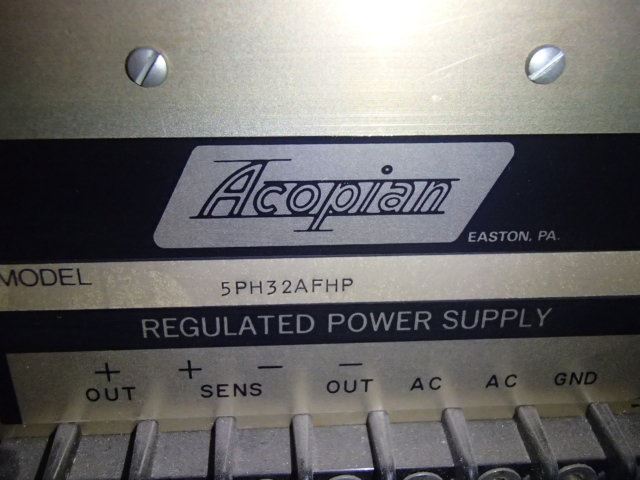 Acopian
EASTON, PA.
MODEL 5PH32AFHP
REGULATED POWER SUPPLY
+ + - -
OUT SENS OUT AC AC GND